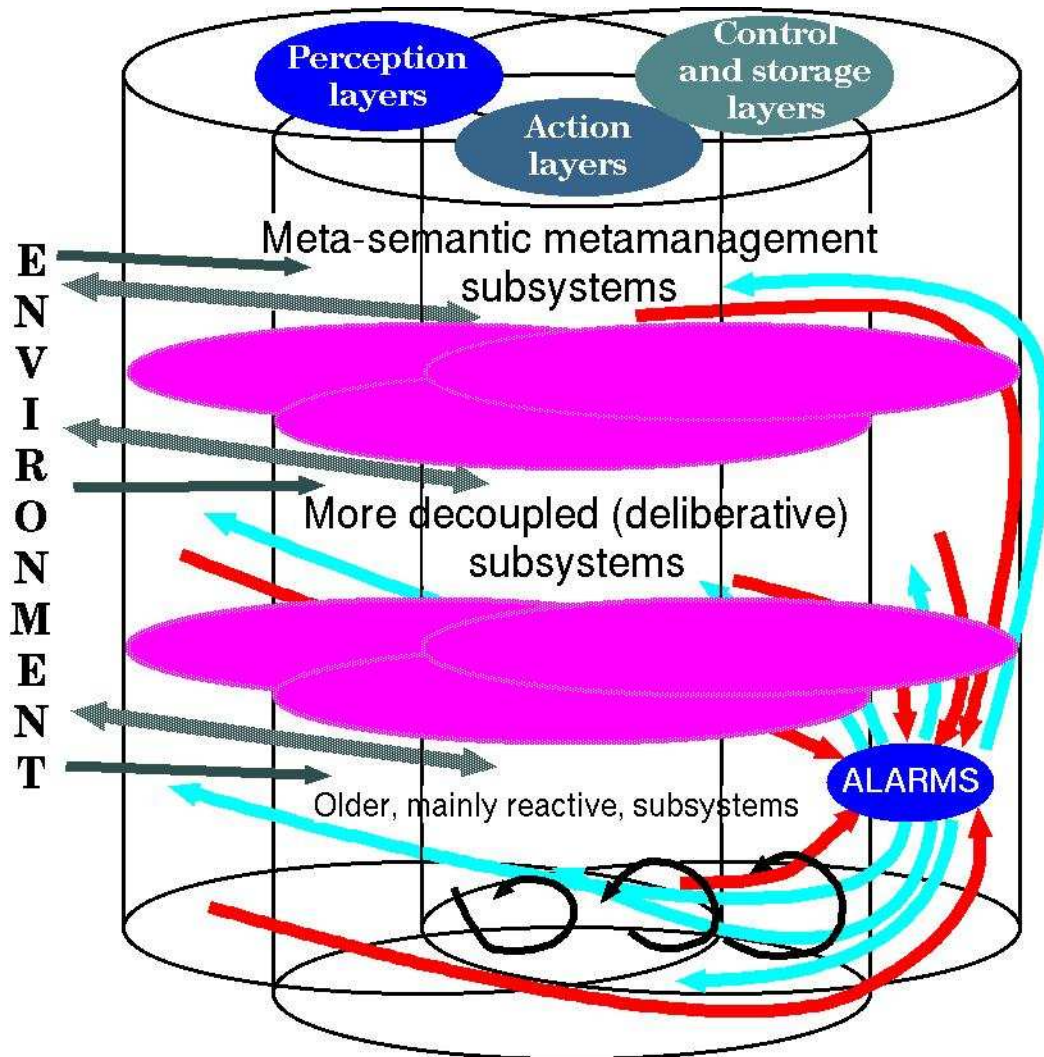 Perception
layers
Control
and storage
layers
Action
layers
Meta-semantic metamanagement
subsystems
ENVIRONMENT
More decoupled (deliberative)
subsystems
ALARMS
Older, mainly reactive, subsystems